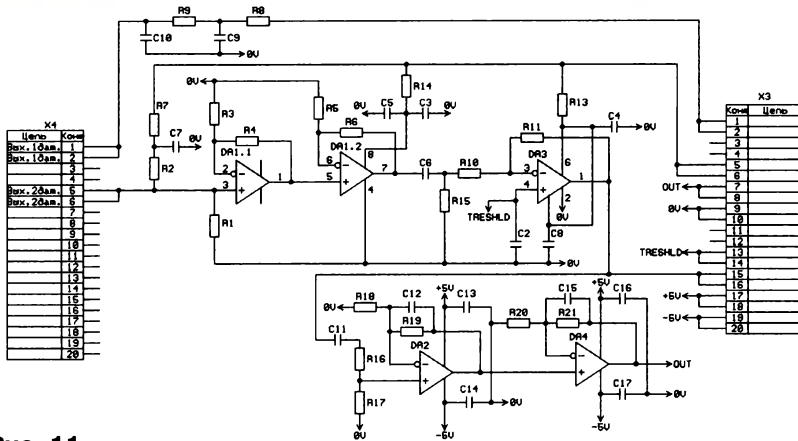 R9
R8
C10
C9
0V
R7
R14
R13
0V
R3
R5
R6
0V
C5
C3
0V
C4
0V
R4
R11
C7
0V
DA1.1
DA1.2
DA3
R2
2
3
1
6
5
8
4
7
C6
R10
3
4
6
1
2
0V
R1
R15
TRESHLD
C2
C8
0V
X4
Цепь Конт
Вых.1дат. 1
Вых.1дат. 2
3
4
Вых.2дат. 5
Вых.2дат. 6
7
8
9
10
11
12
13
14
15
16
17
18
19
20
X3
Конт Цепь
1
2
3
4
5
6
OUT 7
8
0V 9
10
11
12
TRESHLD 13
14
15
16
+5V 17
18
-5V 19
20
R18
C12
+5V
C13
0V
R19
R20
C15
+5V
C16
R21
C11
R16
DA2
DA4
OUT
R17
C14
0V
C17
0V
0V
-5V
-5V